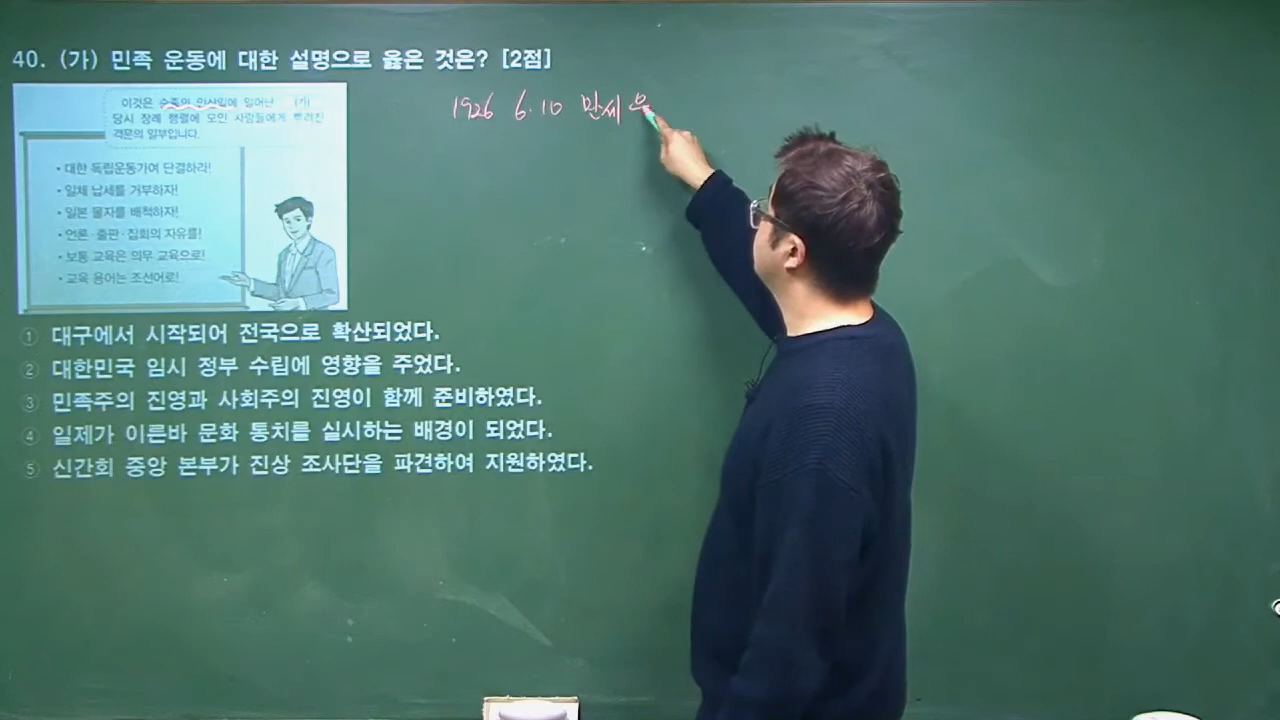 40. (가) 민족 운동에 대한 설명으로 옳은 것은? [2점]
이것은 순종의 인산일에 일어난 (가)
당시 장례 행렬에 모인 사람들에게 뿌려진
격문의 일부입니다.
• 대한 독립운동가여 단결하라!
• 일체 납세를 거부하자!
• 일본 물자를 배척하자!
• 언론·출판·집회의 자유를!
• 보통 교육은 의무 교육으로!
• 교육 용어는 조선어로!
1926 6.10 만세 우
① 대구에서 시작되어 전국으로 확산되었다.
② 대한민국 임시 정부 수립에 영향을 주었다.
③ 민족주의 진영과 사회주의 진영이 함께 준비하였다.
④ 일제가 이른바 문화 통치를 실시하는 배경이 되었다.
⑤ 신간회 중앙 본부가 진상 조사단을 파견하여 지원하였다.